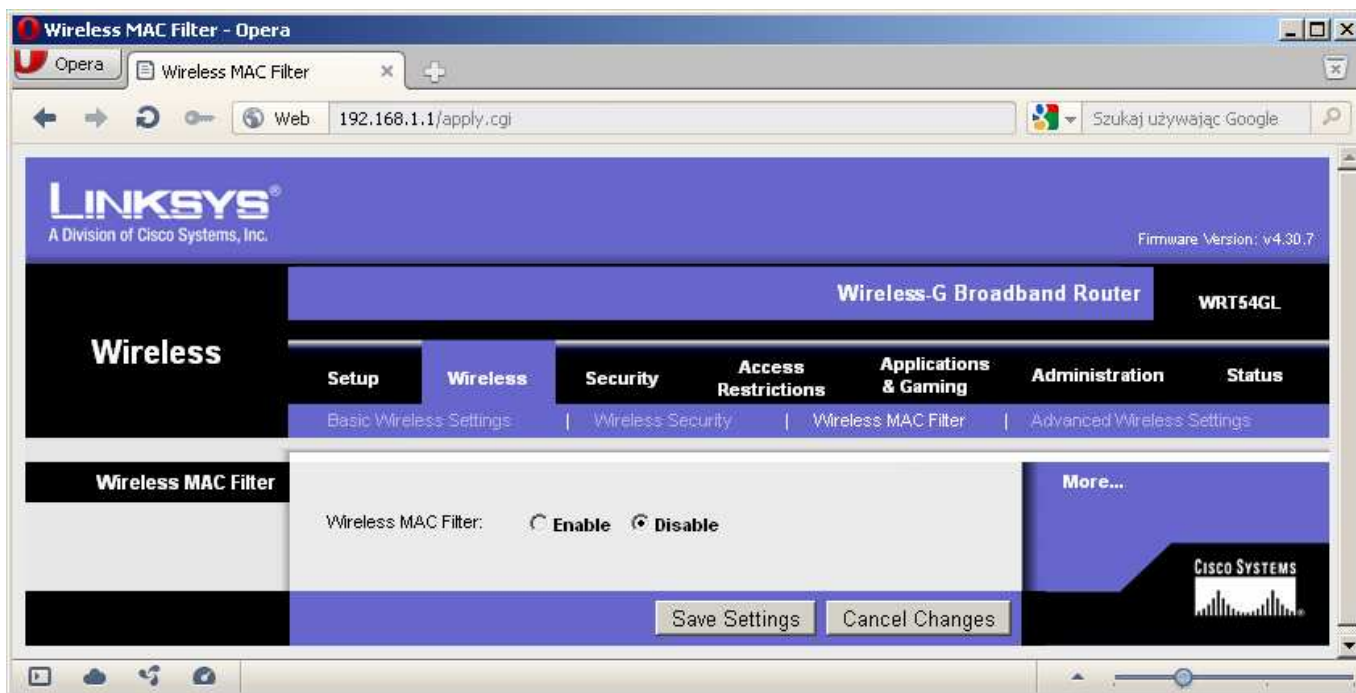 Wireless MAC Filter - Opera
Opera
Wireless MAC Filter
Web
192.168.1.1/apply.cgi
Szukaj używając Google
LINKSYS®
A Division of Cisco Systems, Inc.
Firmware Version: v4.30.7
Wireless-G Broadband Router
WRT54GL
Wireless
Setup
Wireless
Security
Access
Restrictions
Applications
& Gaming
Administration
Status
Basic Wireless Settings | Wireless Security | Wireless MAC Filter | Advanced Wireless Settings
Wireless MAC Filter
Wireless MAC Filter: Enable Disable
More...
CISCO SYSTEMS
Save Settings
Cancel Changes